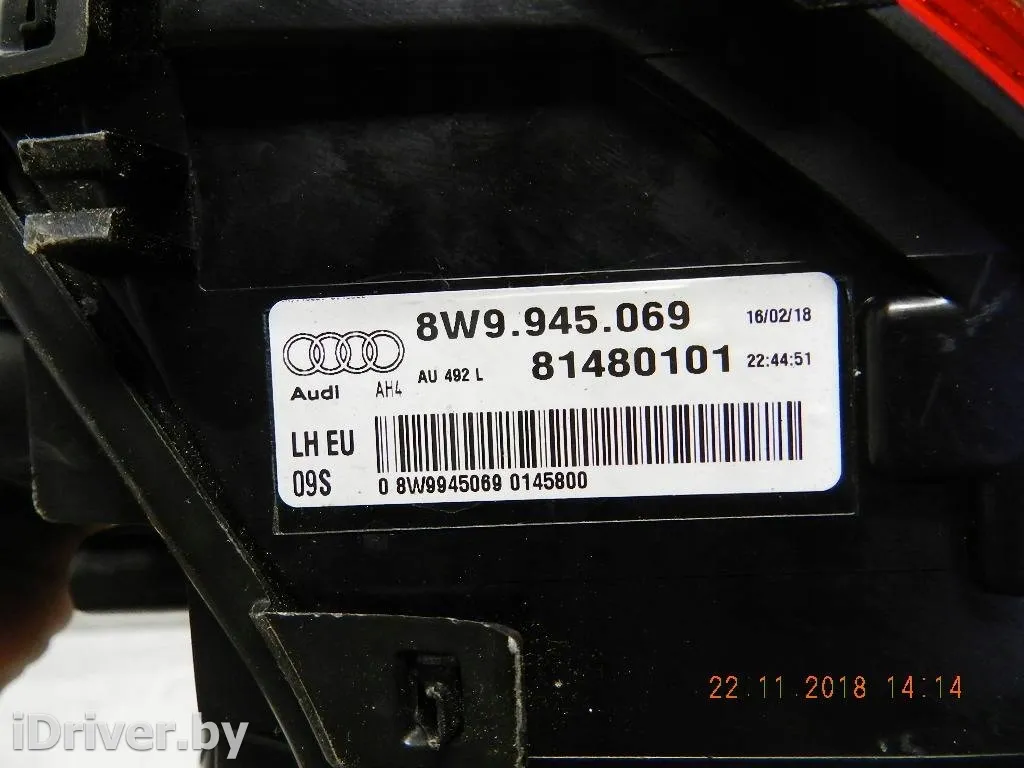 8W9.945.069 16/02/18
81480101 22:44:51
Audi AH4 AU 492 L
LH EU
09S 0 8W9945069 0145800
22 11 2018 14:14
iDriver.by